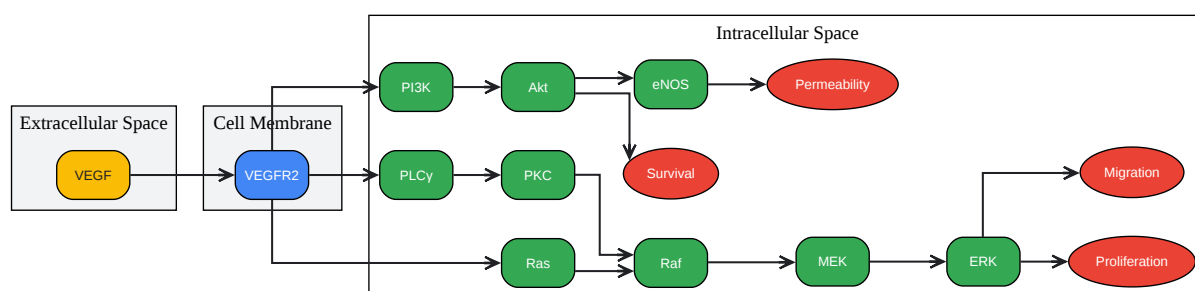 Intracellular Space
PI3K
Akt
eNOS
Permeability
Extracellular Space
Cell Membrane
VEGF
VEGFR2
PLCγ
PKC
Survival
Migration
Ras
Raf
MEK
ERK
Proliferation